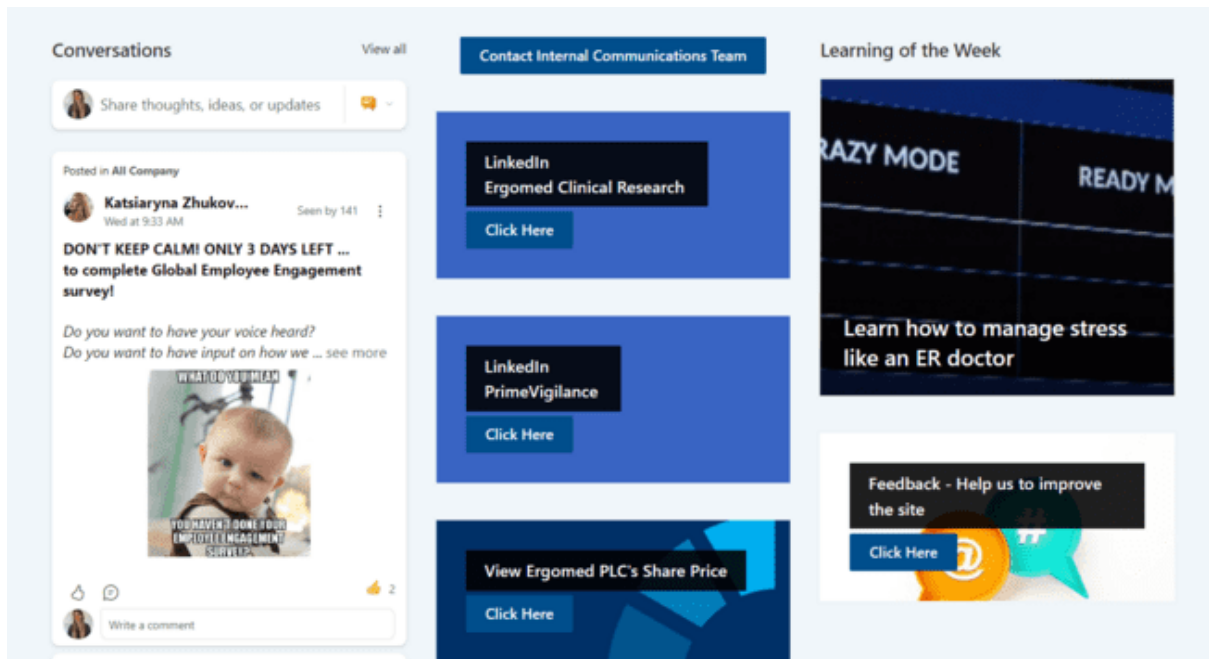 Conversations
View all
Share thoughts, ideas, or updates
Posted in All Company
Katsiaryna Zhukov...
Wed at 9:33 AM
Seen by 141
DON'T KEEP CALM! ONLY 3 DAYS LEFT ...
to complete Global Employee Engagement
survey!
Do you want to have your voice heard?
Do you want to have input on how we ... see more
WHAT DO YOU MEAN
YOU HAVEN'T DONE YOUR
EMPLOYEE ENGAGEMENT
SURVEY?
2
Write a comment
Contact Internal Communications Team
LinkedIn
Ergomed Clinical Research
Click Here
LinkedIn
PrimeVigilance
Click Here
View Ergomed PLC's Share Price
Click Here
Learning of the Week
RAZY MODE
READY M
Learn how to manage stress
like an ER doctor
Feedback - Help us to improve
the site
Click Here
@
#